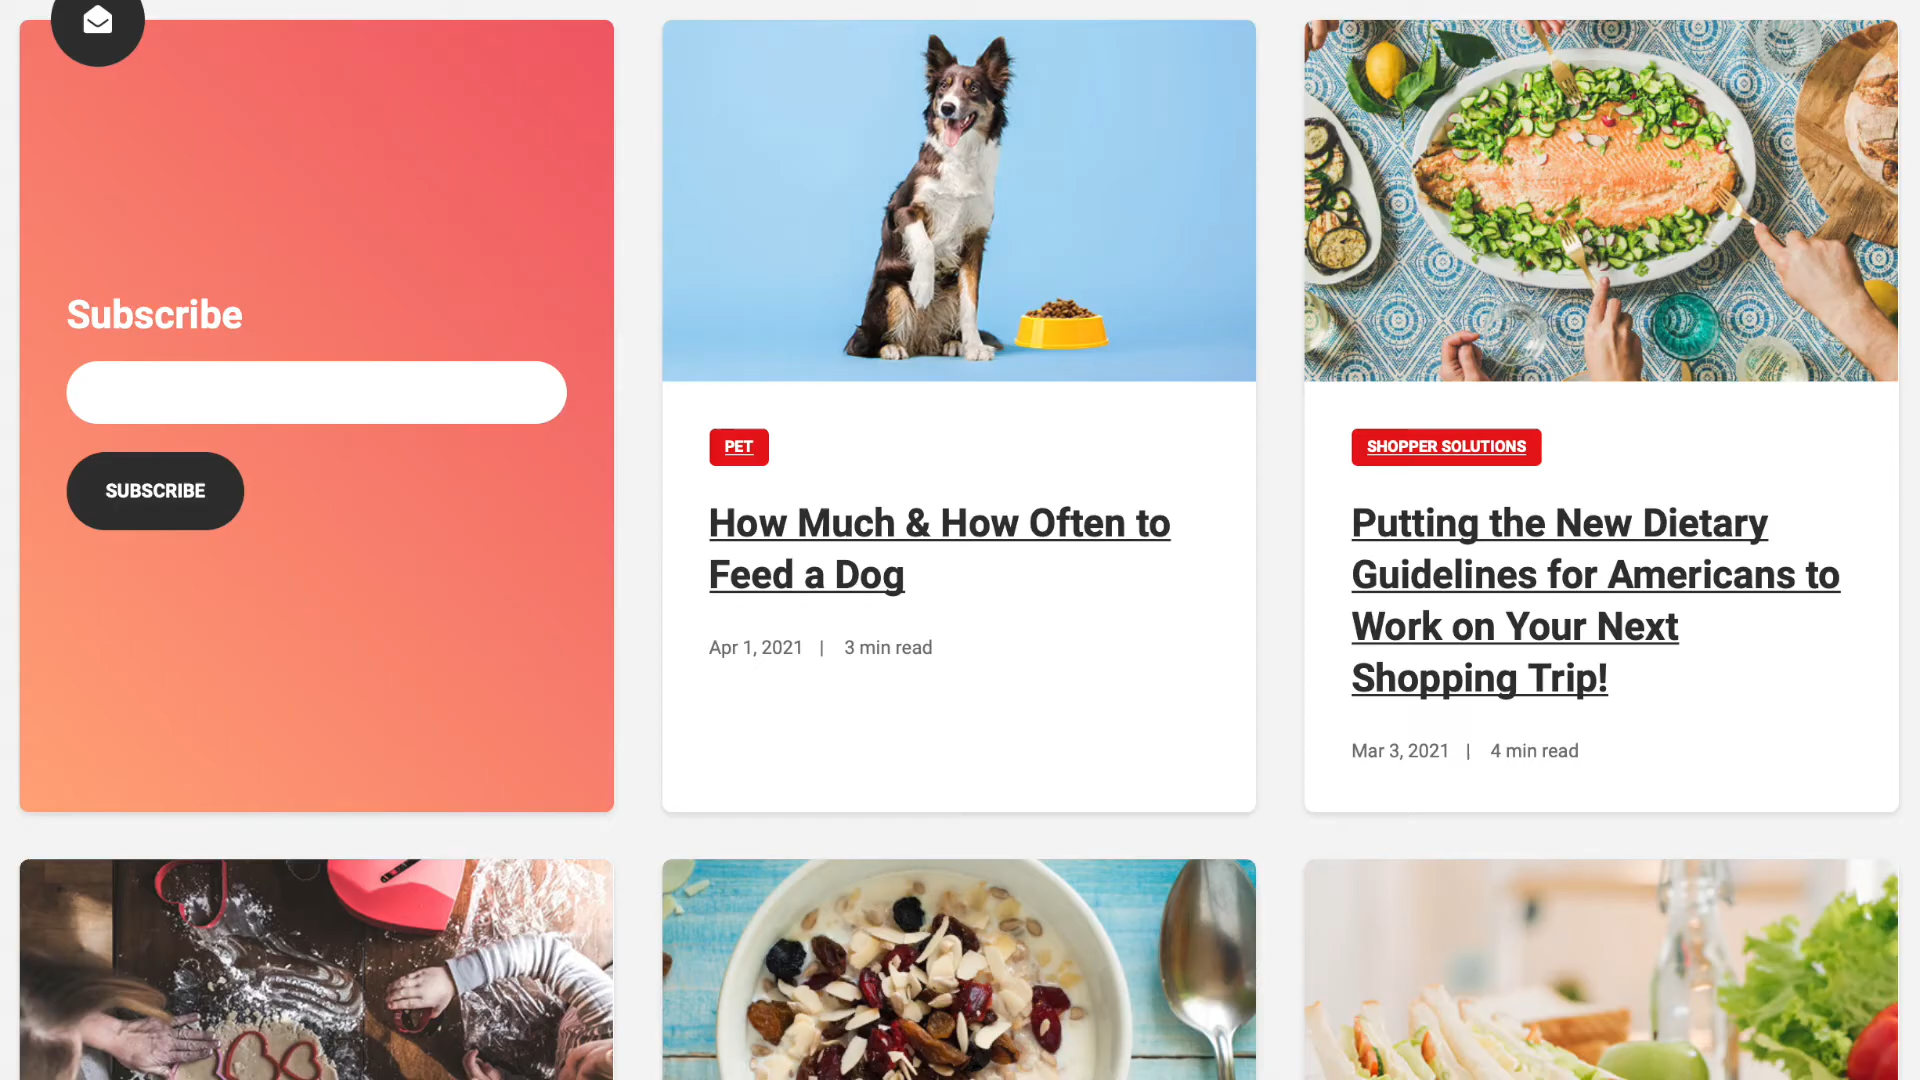 Subscribe
SUBSCRIBE
PET
How Much & How Often to
Feed a Dog
Apr 1, 2021 | 3 min read
SHOPPER SOLUTIONS
Putting the New Dietary
Guidelines for Americans to
Work on Your Next
Shopping Trip!
Mar 3, 2021 | 4 min read